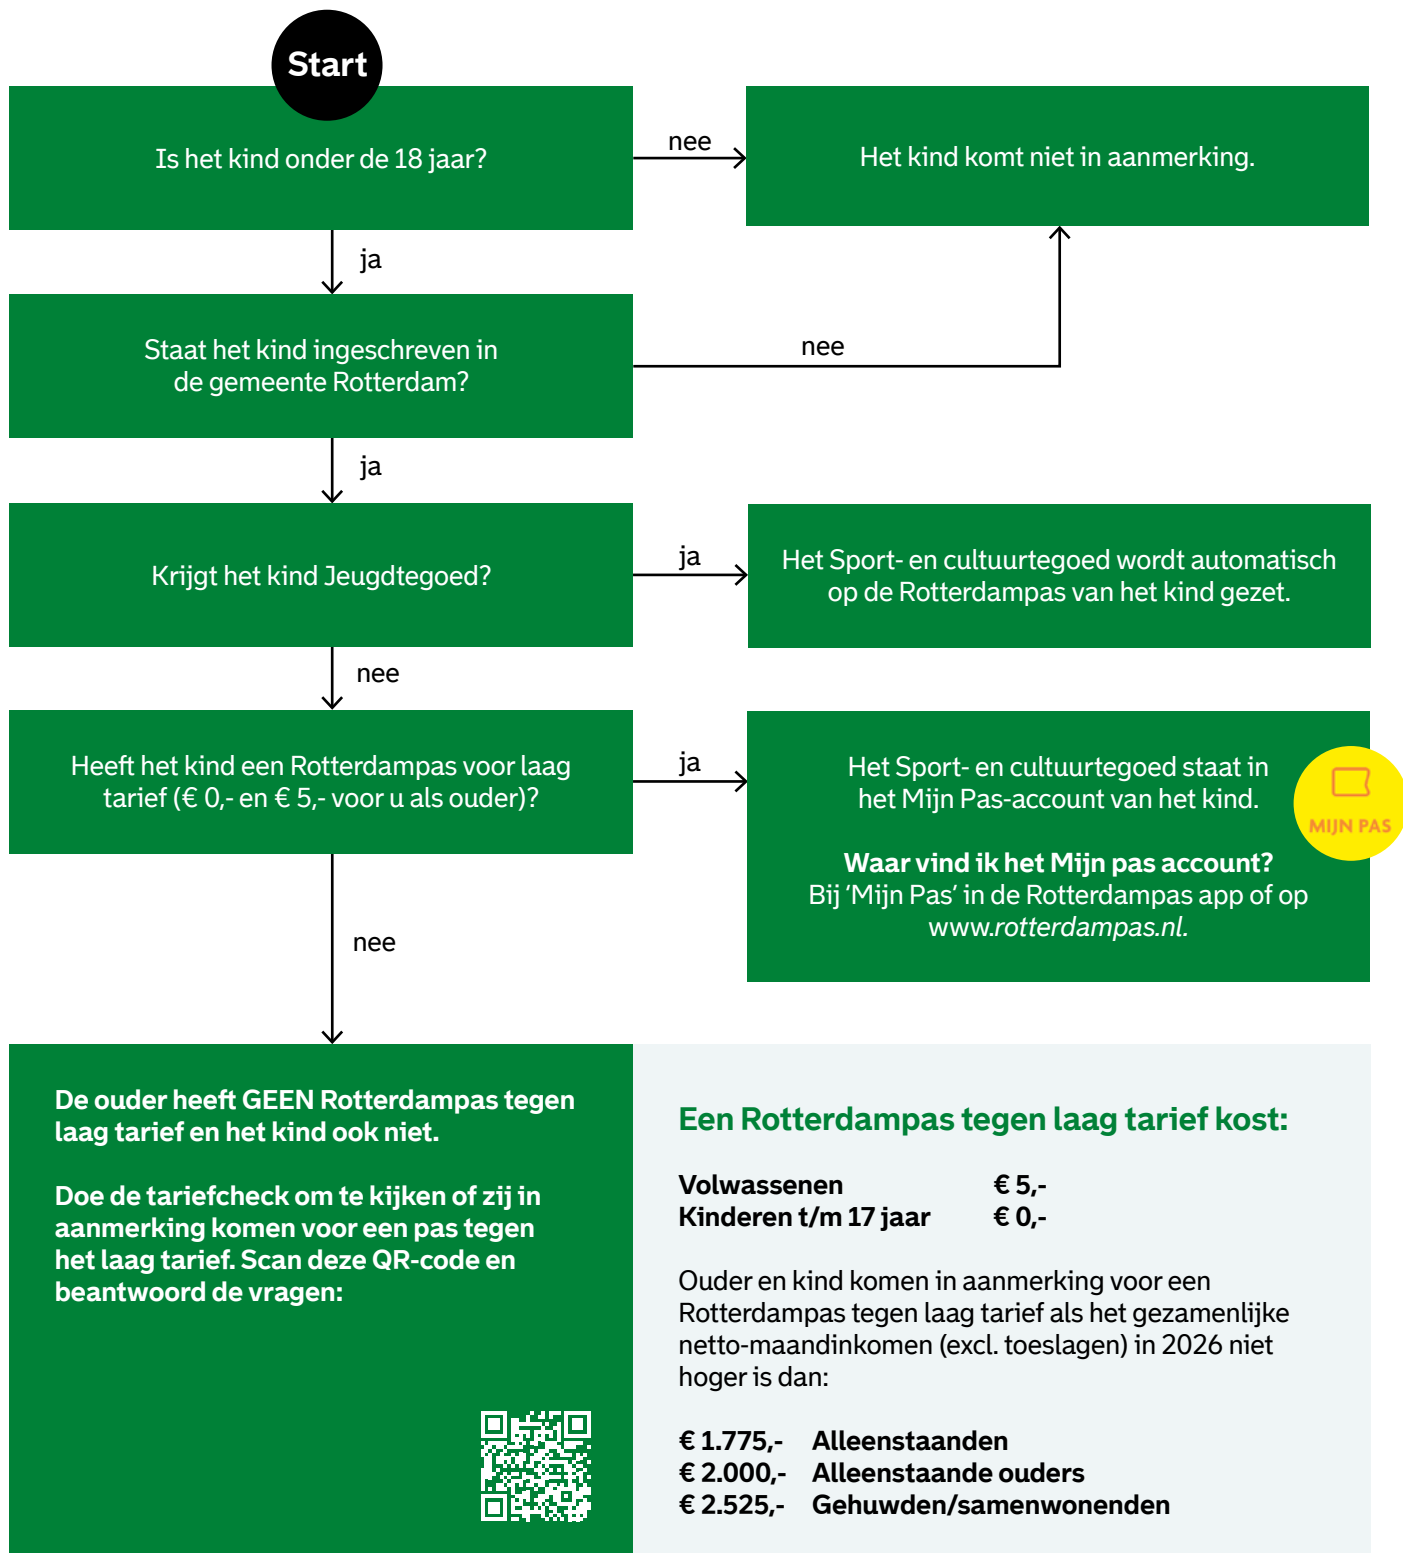 Start
Is het kind onder de 18 jaar?
nee
Het kind komt niet in aanmerking.
ja
Staat het kind ingeschreven in
de gemeente Rotterdam?
nee
ja
Krijgt het kind Jeugdtegoed?
ja
Het Sport- en cultuurtegoed wordt automatisch
op de Rotterdampas van het kind gezet.
nee
Heeft het kind een Rotterdampas voor laag
tarief (€ 0,- en € 5,- voor u als ouder)?
ja
Het Sport- en cultuurtegoed staat in
het Mijn Pas-account van het kind.
MIJN PAS
Waar vind ik het Mijn pas account?
Bij ‘Mijn Pas’ in de Rotterdampas app of op
www.rotterdampas.nl.
nee
De ouder heeft GEEN Rotterdampas tegen
laag tarief en het kind ook niet.
Doe de tariefcheck om te kijken of zij in
aanmerking komen voor een pas tegen
het laag tarief. Scan deze QR-code en
beantwoord de vragen:
Een Rotterdampas tegen laag tarief kost:
Volwassenen € 5,-
Kinderen t/m 17 jaar € 0,-
Ouder en kind komen in aanmerking voor een
Rotterdampas tegen laag tarief als het gezamenlijke
netto-maandinkomen (excl. toeslagen) in 2026 niet
hoger is dan:
€ 1.775,- Alleenstaanden
€ 2.000,- Alleenstaande ouders
€ 2.525,- Gehuwden/samenwonenden